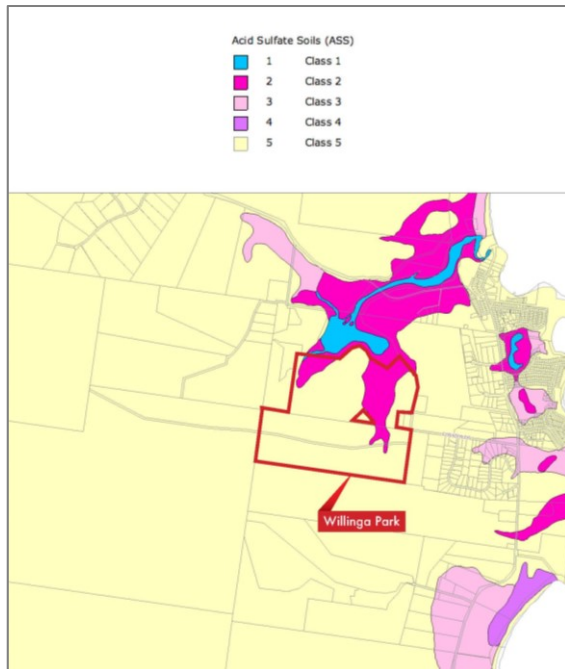 Acid Sulfate Soils (ASS)
1 Class 1
2 Class 2
3 Class 3
4 Class 4
5 Class 5
Willinga Park